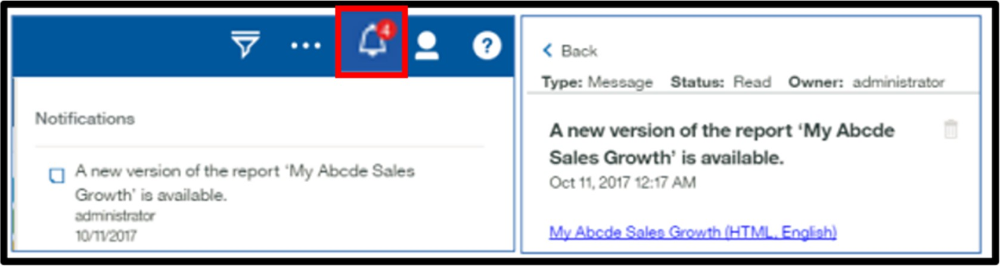 4
?
Notifications
A new version of the report ‘My Abcde Sales
Growth’ is available.
administrator
10/11/2017
Back
Type: Message Status: Read Owner: administrator
A new version of the report ‘My Abcde
Sales Growth’ is available.
Oct 11, 2017 12:17 AM
My Abcde Sales Growth (HTML, English)